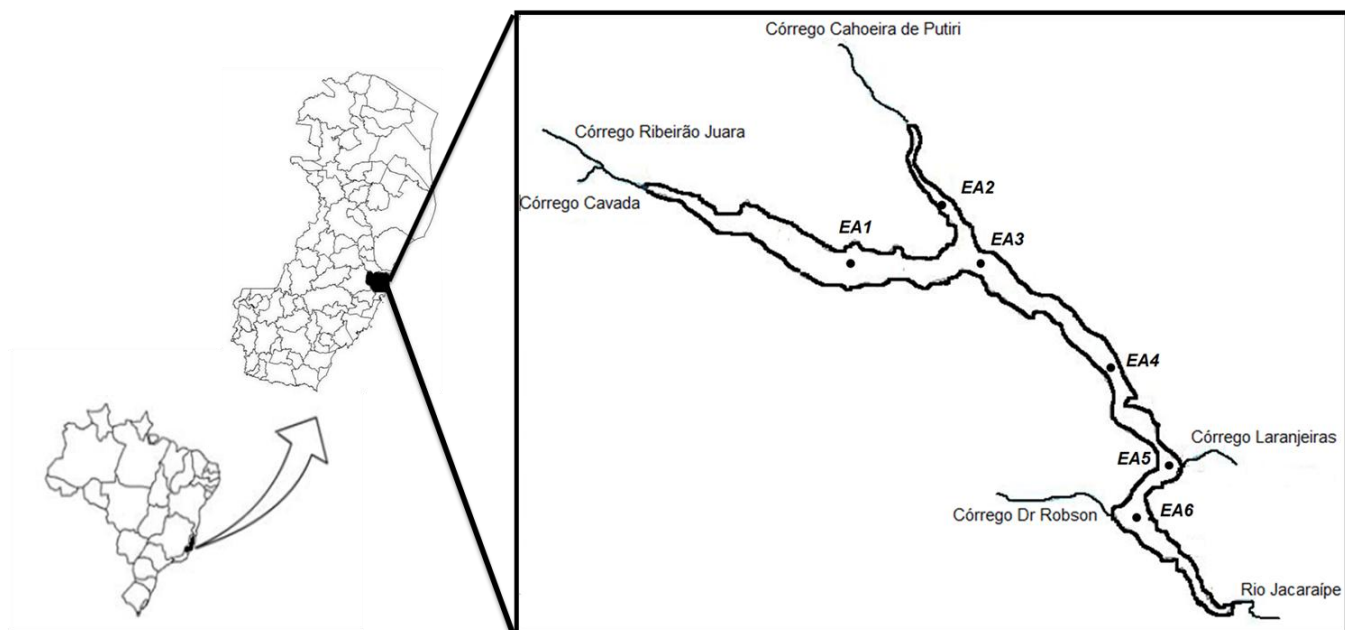 Córrego Cahoeira de Putiri
Córrego Ribeirão Juara
Córrego Cavada
EA2
EA1
EA3
EA4
Córrego Laranjeiras
EA5
Córrego Dr Robson
EA6
Rio Jacaraípe